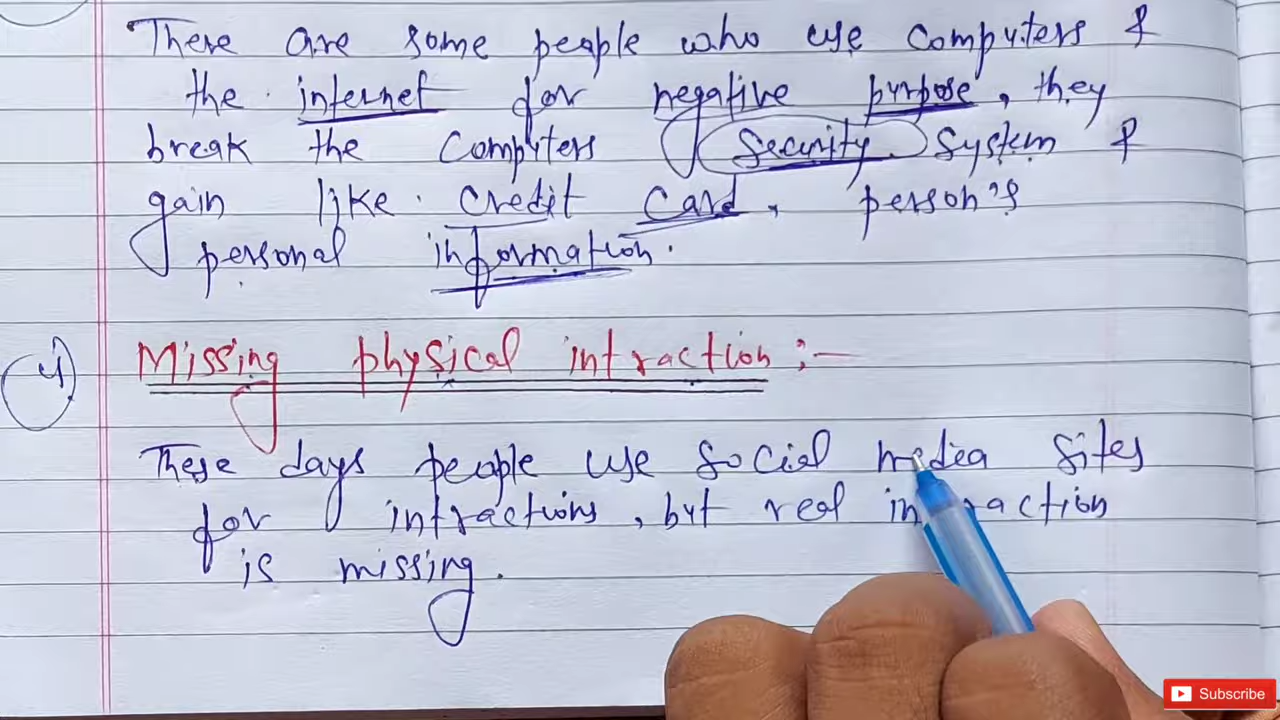 There are some people who use computers &
the internet for negative purpose, they
break the computers security system &
gain like credit card, person's
personal information.
4) Missing physical intraction :-
These days people use social media sites
for intractions, but real intraction
is missing.
Subscribe